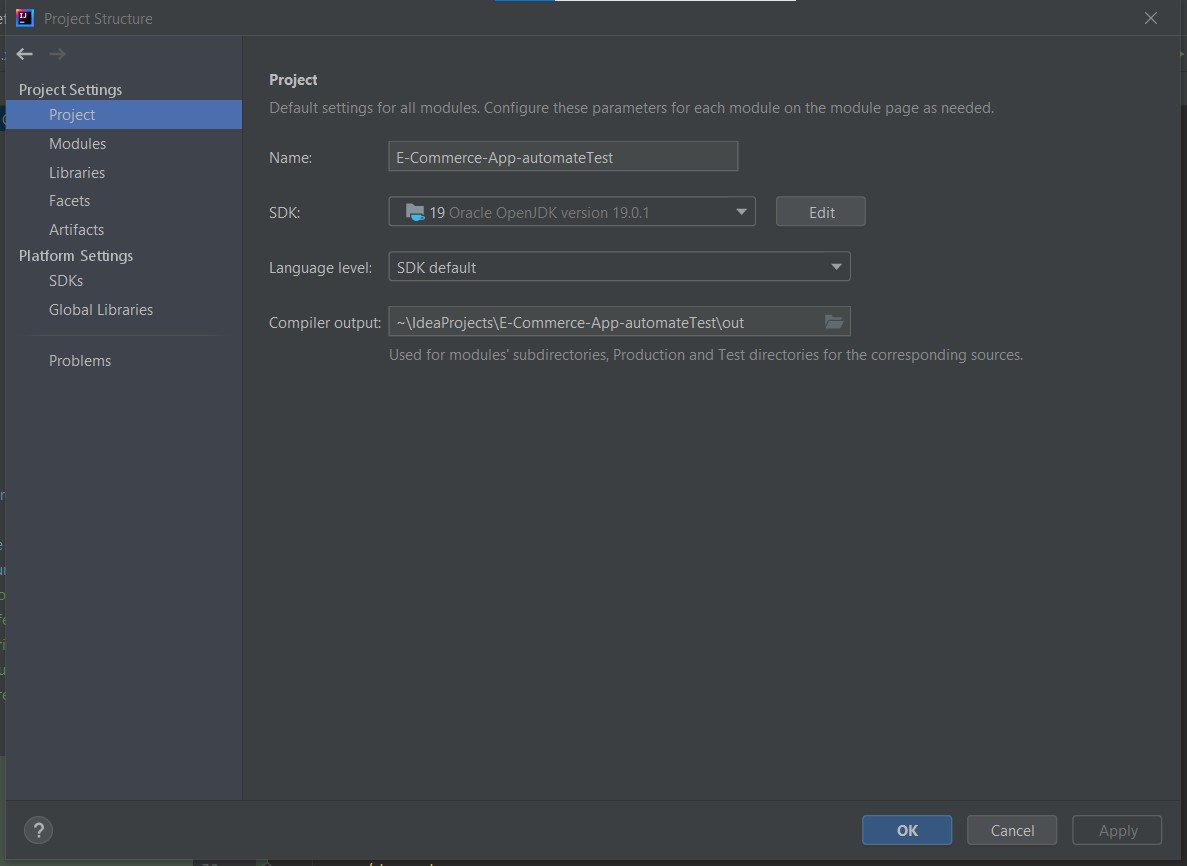 Project Structure
Project Settings
Project
Modules
Libraries
Facets
Artifacts
Platform Settings
SDKs
Global Libraries
Problems
Project
Default settings for all modules. Configure these parameters for each module on the module page as needed.
Name: E-Commerce-App-automateTest
SDK: 19 Oracle OpenJDK version 19.0.1 Edit
Language level: SDK default
Compiler output: ~\IdeaProjects\E-Commerce-App-automateTest\out
Used for modules' subdirectories, Production and Test directories for the corresponding sources.
? OK Cancel Apply